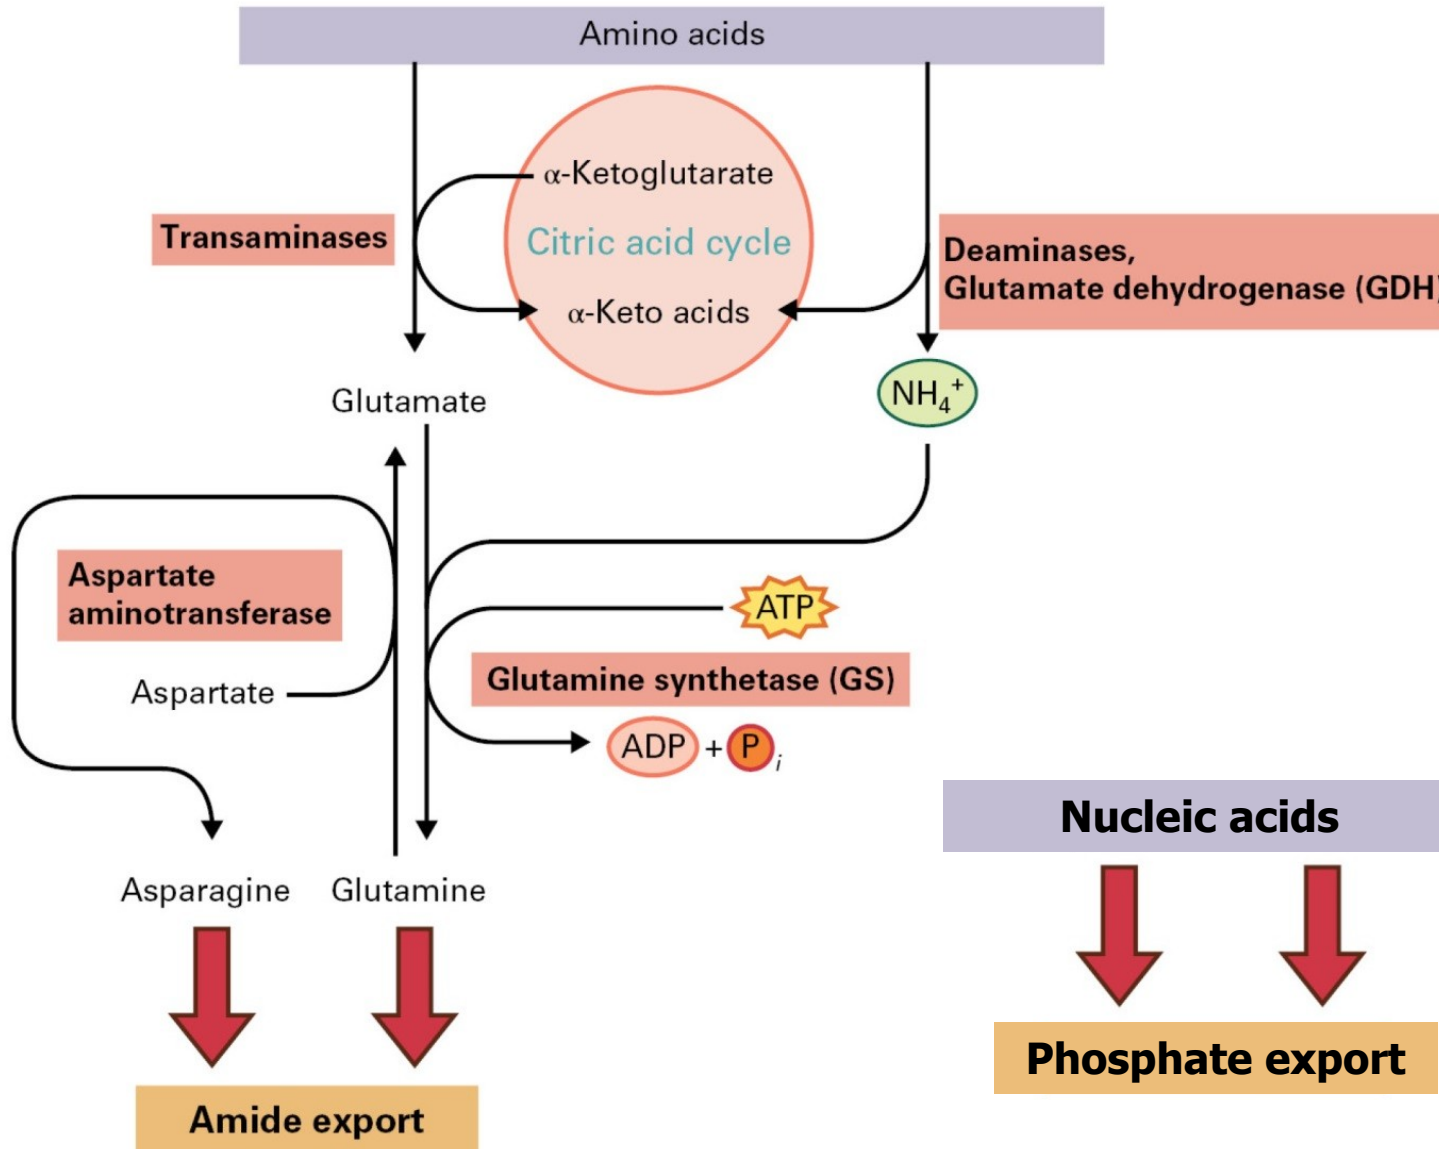 Amino acids
α-Ketoglutarate
Transaminases
Citric acid cycle
Deaminases,
Glutamate dehydrogenase (GDH)
α-Keto acids
Glutamate
NH₄⁺
Aspartate
aminotransferase
ATP
Aspartate
Glutamine synthetase (GS)
ADP + P i
Nucleic acids
Asparagine
Glutamine
Phosphate export
Amide export